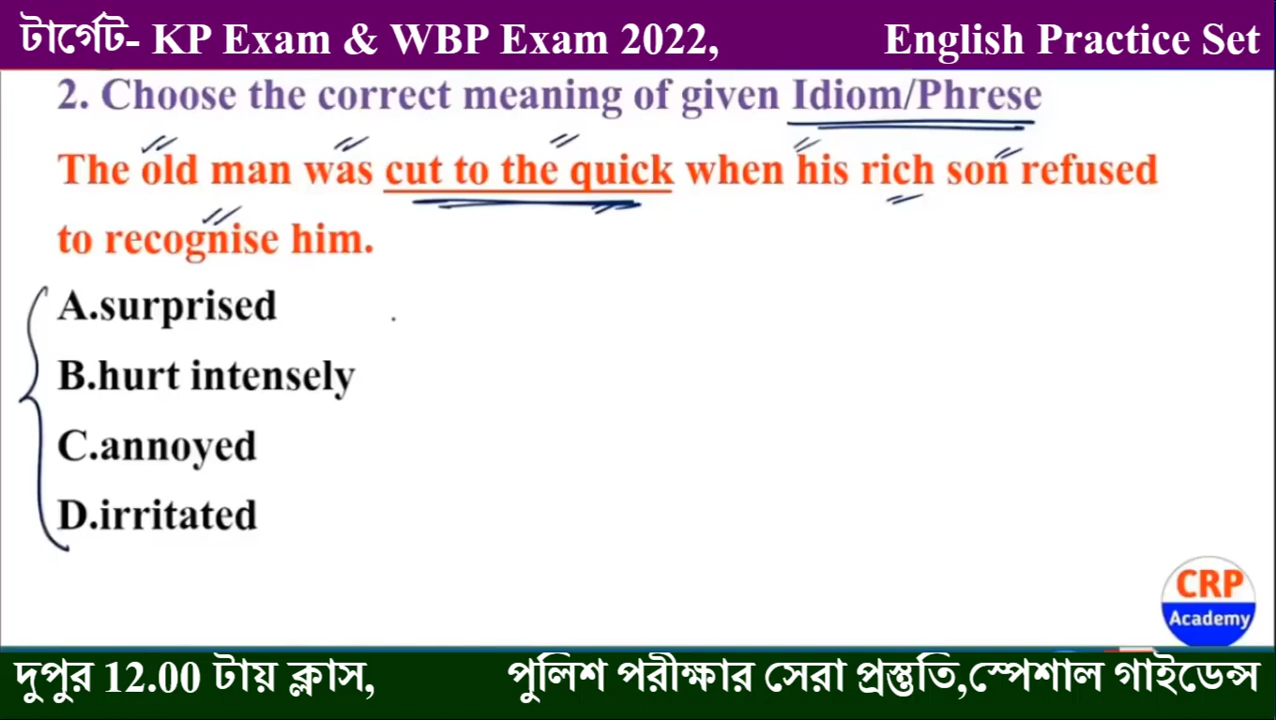 টার্গেট- KP Exam & WBP Exam 2022, English Practice Set
2. Choose the correct meaning of given Idiom/Phrese
The old man was cut to the quick when his rich son refused
to recognise him.
A.surprised
B.hurt intensely
C.annoyed
D.irritated
CRP
Academy
দুপুর 12.00 টায় ক্লাস, পুলিশ পরীক্ষার সেরা প্রস্তুতি,স্পেশাল গাইডেন্স